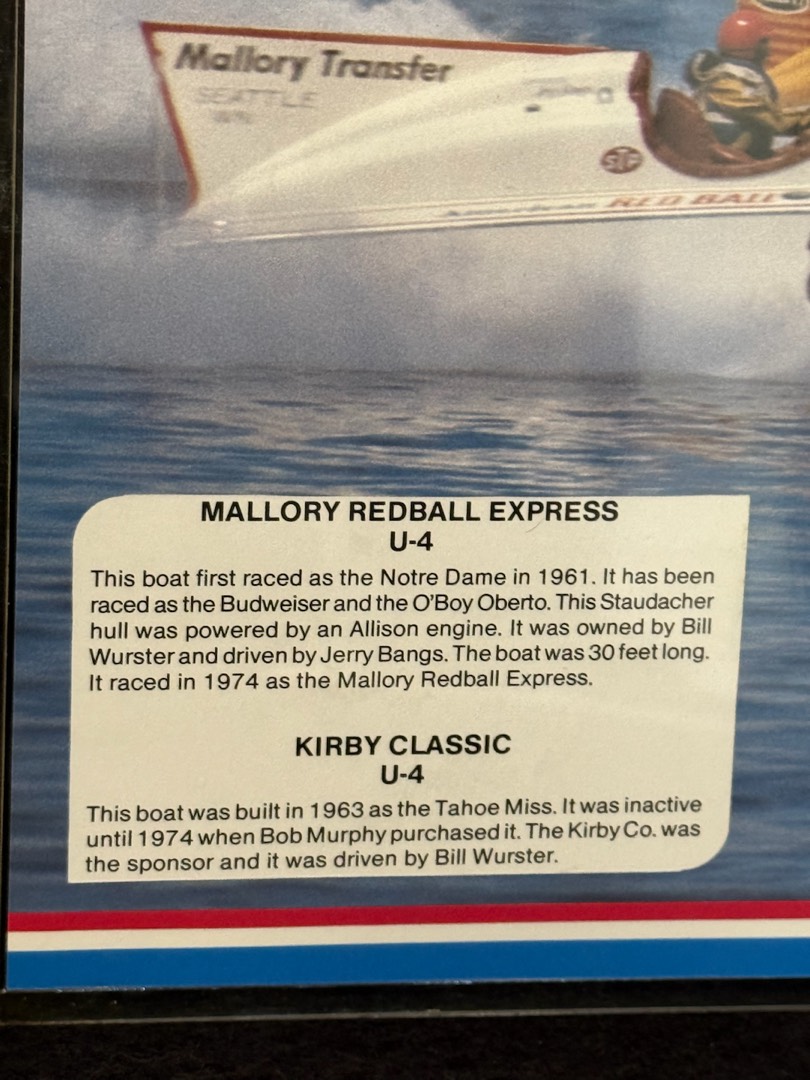 Mallory Transfer
SEATTLE
WN
STP
American RED BALL
MALLORY REDBALL EXPRESS
U-4
This boat first raced as the Notre Dame in 1961. It has been
raced as the Budweiser and the O'Boy Oberto. This Staudacher
hull was powered by an Allison engine. It was owned by Bill
Wurster and driven by Jerry Bangs. The boat was 30 feet long.
It raced in 1974 as the Mallory Redball Express.
KIRBY CLASSIC
U-4
This boat was built in 1963 as the Tahoe Miss. It was inactive
until 1974 when Bob Murphy purchased it. The Kirby Co. was
the sponsor and it was driven by Bill Wurster.